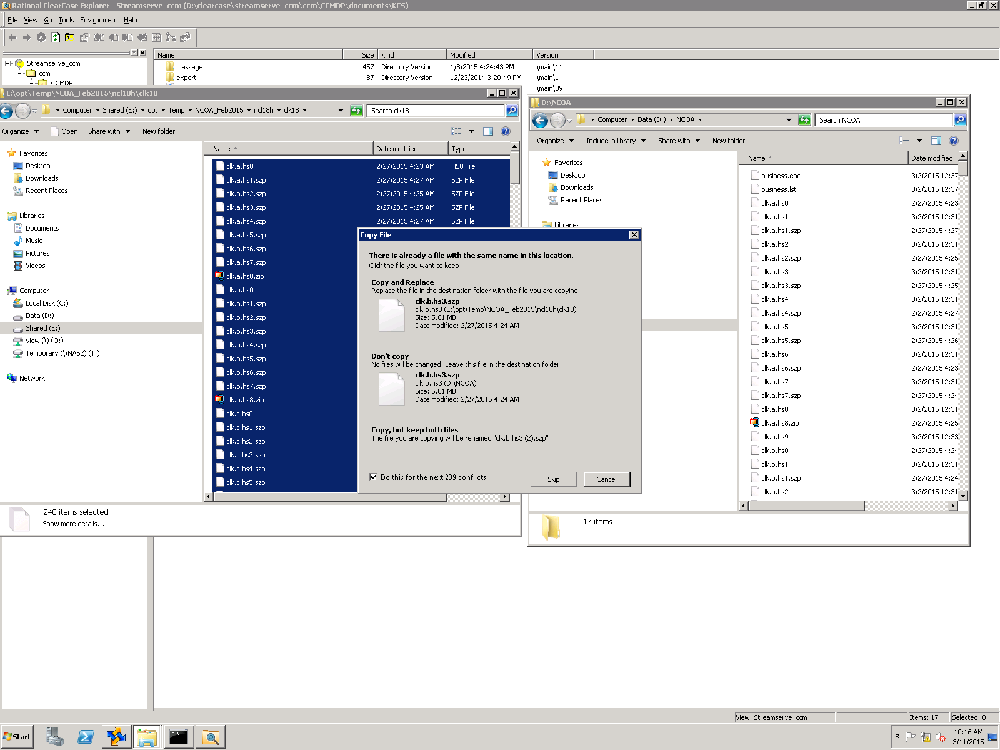 Rational ClearCase Explorer - Streamserve_ccm (D:\clearcase\streamserve_ccm\ccm\CCMDP\documents\KC5)
File View Go Tools Environment Help
Name Size Kind Modified Version
Streamserve_ccm
ccm
CCMDP
message 457 Directory Version 1/8/2015 4:24:43 PM \main\11
export 87 Directory Version 12/23/2014 3:20:49 PM \main\1
\main\39
E:\opt\Temp\NCOA_Feb2015\ncl18h\clk18
Computer Shared (E:) opt Temp NCOA_Feb2015 ncl18h clk18
Search clk18
Organize Open Share with New folder
Favorites
Desktop
Downloads
Recent Places
Libraries
Documents
Music
Pictures
Videos
Computer
Local Disk (C:)
Data (D:)
Shared (E:)
view (\) (O:)
Temporary (\\NAS2) (T:)
Network
Name Date modified Type
clk.a.hs0 2/27/2015 4:23 AM HS0 File
clk.a.hs1.szp 2/27/2015 4:27 AM SZP File
clk.a.hs2.szp 2/27/2015 4:25 AM SZP File
clk.a.hs3.szp 2/27/2015 4:25 AM SZP File
clk.a.hs4.szp 2/27/2015 4:27 AM SZP File
clk.a.hs5.szp
clk.a.hs6.szp
clk.a.hs7.szp
clk.a.hs8.zip
clk.b.hs0
clk.b.hs1.szp
clk.b.hs2.szp
clk.b.hs3.szp
clk.b.hs4.szp
clk.b.hs5.szp
clk.b.hs6.szp
clk.b.hs7.szp
clk.b.hs8.zip
clk.c.hs0
clk.c.hs1.szp
clk.c.hs2.szp
clk.c.hs3.szp
clk.c.hs4.szp
clk.c.hs5.szp
240 items selected
Show more details...
Copy File
There is already a file with the same name in this location.
Click the file you want to keep
Copy and Replace
Replace the file in the destination folder with the file you are copying:
clk.b.hs3.szp
clk.b.hs3 (E:\opt\Temp\NCOA_Feb2015\ncl18h\clk18)
Size: 5.01 MB
Date modified: 2/27/2015 4:24 AM
Don't copy
No files will be changed. Leave this file in the destination folder:
clk.b.hs3.szp
clk.b.hs3 (D:\NCOA)
Size: 5.01 MB
Date modified: 2/27/2015 4:24 AM
Copy, but keep both files
The file you are copying will be renamed "clk.b.hs3 (2).szp"
Do this for the next 239 conflicts
Skip Cancel
D:\NCOA
Computer Data (D:) NCOA
Search NCOA
Organize Include in library Share with New folder
Favorites
Desktop
Downloads
Recent Places
Libraries
Name Date modified
business.ebc 3/2/2015 12:37
business.lst 3/2/2015 12:37
clk.a.hs0 2/27/2015 4:23
clk.a.hs1 3/2/2015 12:31
clk.a.hs1.szp 2/27/2015 4:27
clk.a.hs2 3/2/2015 12:31
clk.a.hs2.szp 2/27/2015 4:25
clk.a.hs3 3/2/2015 12:31
clk.a.hs3.szp 2/27/2015 4:25
clk.a.hs4 3/2/2015 12:31
clk.a.hs4.szp 2/27/2015 4:27
clk.a.hs5 3/2/2015 12:31
clk.a.hs5.szp 2/27/2015 4:26
clk.a.hs6 3/2/2015 12:31
clk.a.hs6.szp 2/27/2015 4:23
clk.a.hs7 3/2/2015 12:31
clk.a.hs7.szp 2/27/2015 4:24
clk.a.hs8 3/2/2015 12:31
clk.a.hs8.zip 2/27/2015 4:25
clk.a.hs9 3/2/2015 12:33
clk.b.hs0 2/27/2015 4:24
clk.b.hs1 3/2/2015 12:31
clk.b.hs1.szp 2/27/2015 4:24
clk.b.hs2 3/2/2015 12:31
517 items
View: Streamserve_ccm Items: 17 Selected: 0
Start
C:\
10:16 AM
3/11/2015